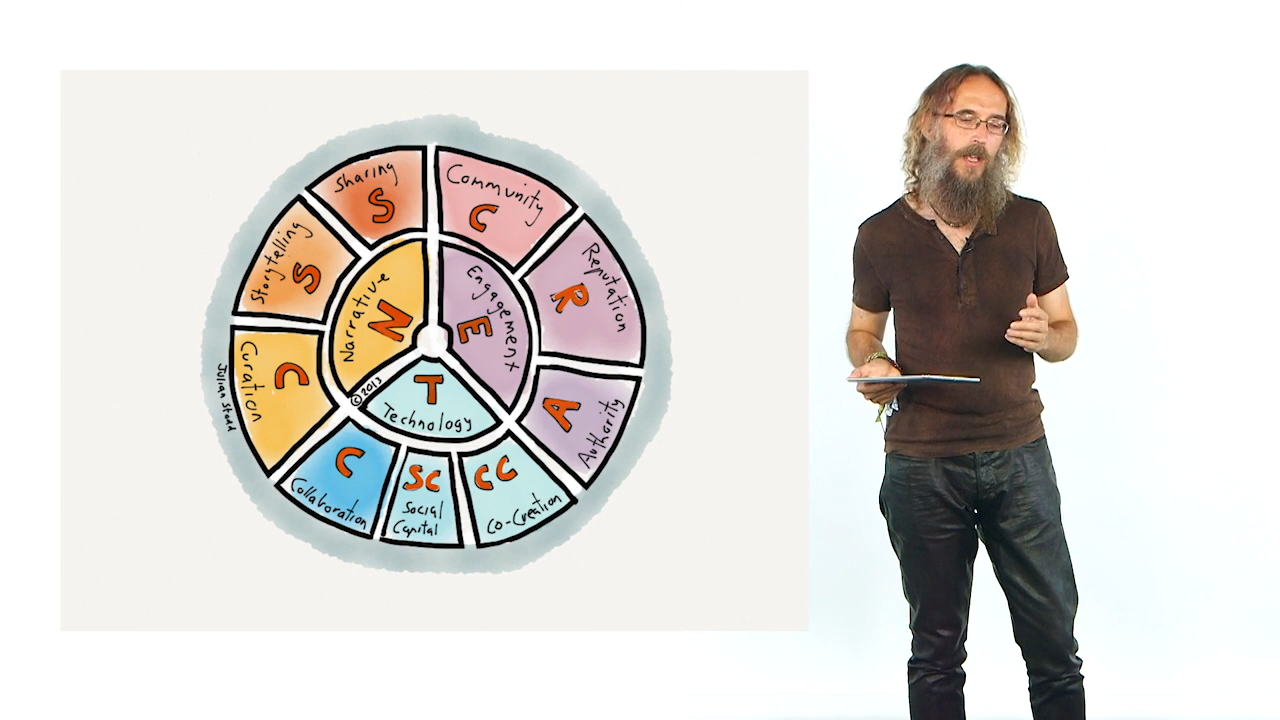 Sharing
S
Community
C
Storytelling
S
Reputation
R
Narrative
N
Engagement
E
Curation
C
© 2013
Julian Stodd
T
Technology
A
Authority
C
Collaboration
SC
Social
Capital
CC
Co-Creation